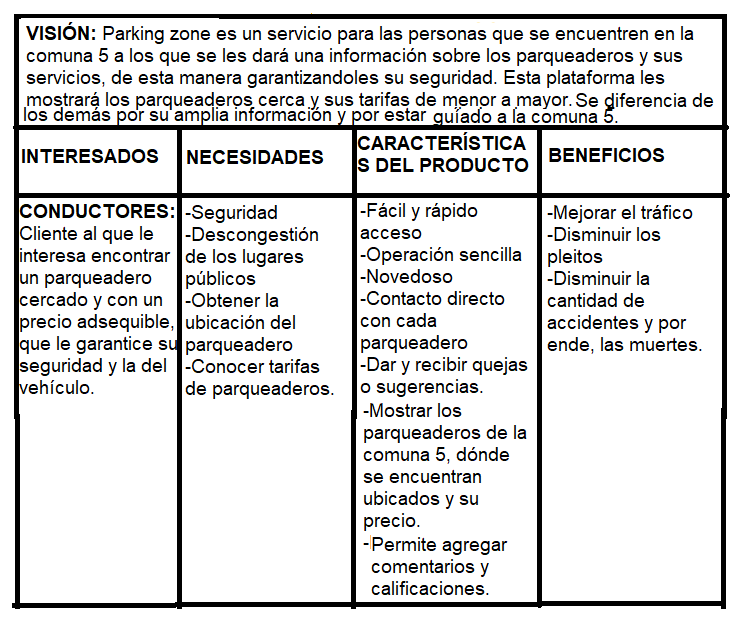 VISIÓN: Parking zone es un servicio para las personas que se encuentren en la
comuna 5 a los que se les dará una información sobre los parqueaderos y sus
servicios, de esta manera garantizandoles su seguridad. Esta plataforma les
mostrará los parqueaderos cerca y sus tarifas de menor a mayor. Se diferencia de
los demás por su amplia información y por estar guíado a la comuna 5.
INTERESADOS
NECESIDADES
CARACTERÍSTICA
S DEL PRODUCTO
BENEFICIOS
CONDUCTORES:
Cliente al que le
interesa encontrar
un parqueadero
cercado y con un
precio adsequible,
que le garantice su
seguridad y la del
vehículo.
-Seguridad
-Descongestión
de los lugares
públicos
-Obtener la
ubicación del
parqueadero
-Conocer tarifas
de parqueaderos.
-Fácil y rápido
acceso
-Operación sencilla
-Novedoso
-Contacto directo
con cada
parqueadero
-Dar y recibir quejas
o sugerencias.
-Mostrar los
parqueaderos de la
comuna 5, dónde
se encuentran
ubicados y su
precio.
-Permite agregar
comentarios y
calificaciones.
-Mejorar el tráfico
-Disminuir los
pleitos
-Disminuir la
cantidad de
accidentes y por
ende, las muertes.